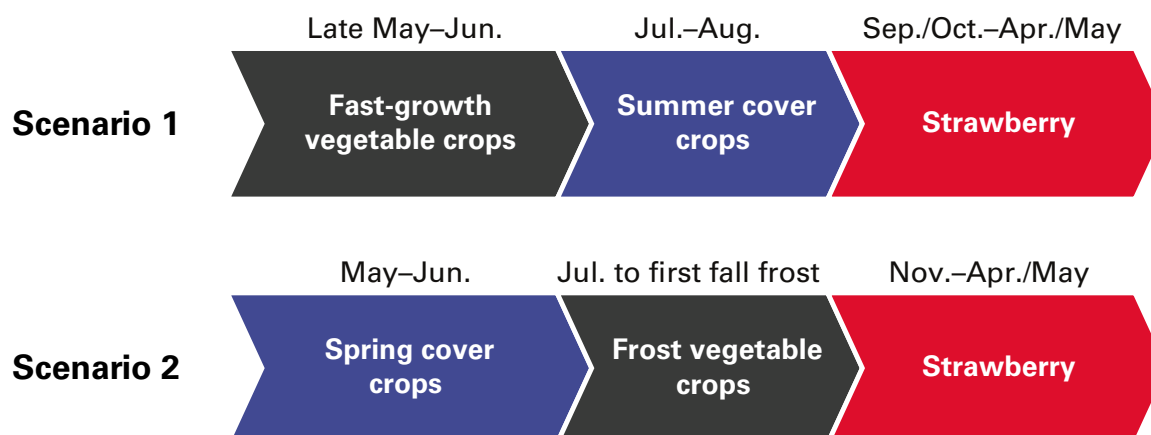 Late May–Jun.
Jul.–Aug.
Sep./Oct.–Apr./May
Scenario 1
Fast-growth
vegetable crops
Summer cover
crops
Strawberry
May–Jun.
Jul. to first fall frost
Nov.–Apr./May
Scenario 2
Spring cover
crops
Frost vegetable
crops
Strawberry